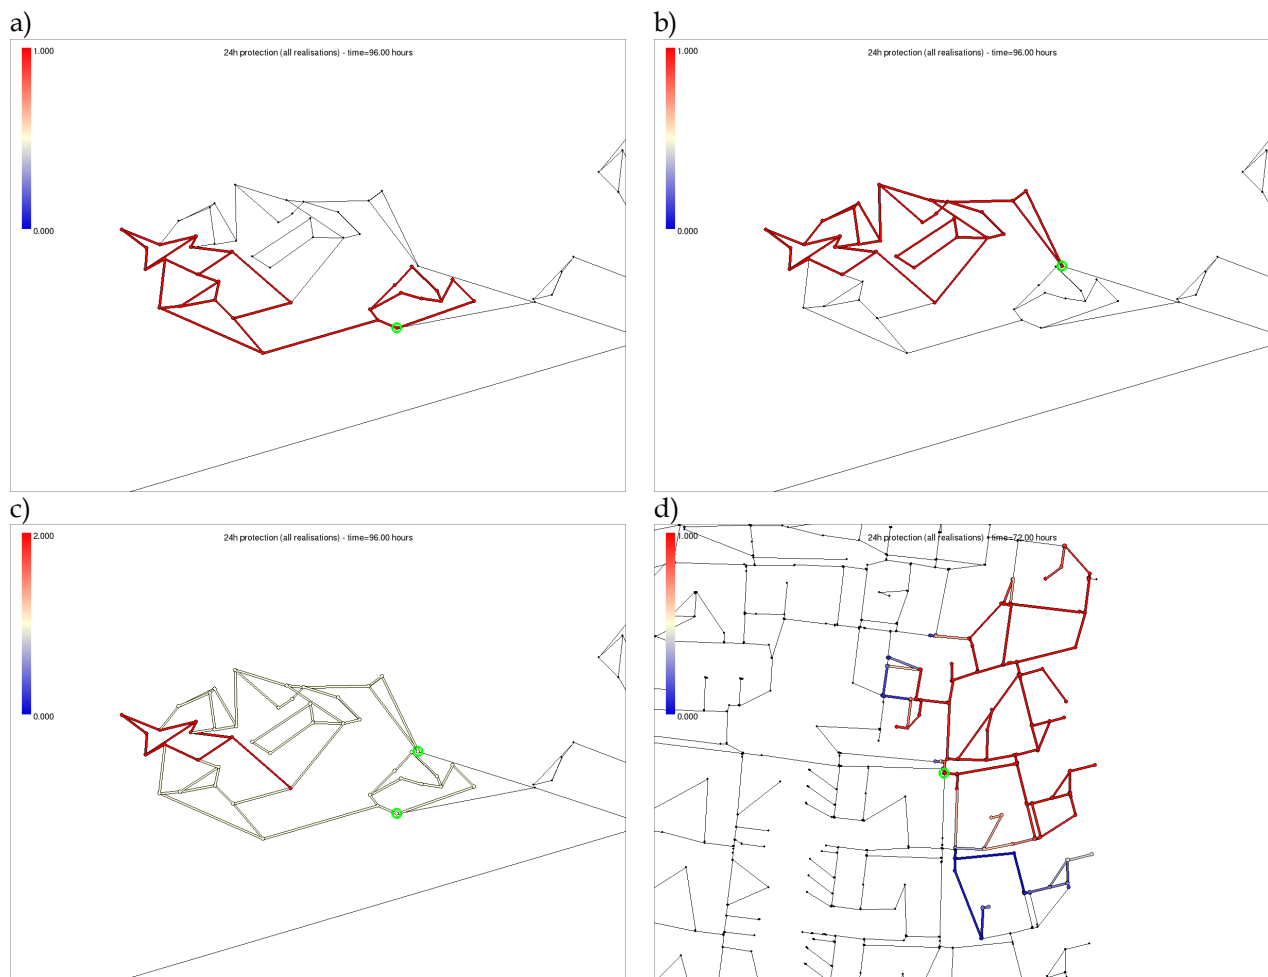 a)
24h protection (all realisations) - time=96.00 hours
1.000
0.000
b)
24h protection (all realisations) - time=96.00 hours
1.000
0.000
c)
24h protection (all realisations) - time=96.00 hours
2.000
0.000
d)
24h protection (all realisations) - time=72.00 hours
1.000
0.000